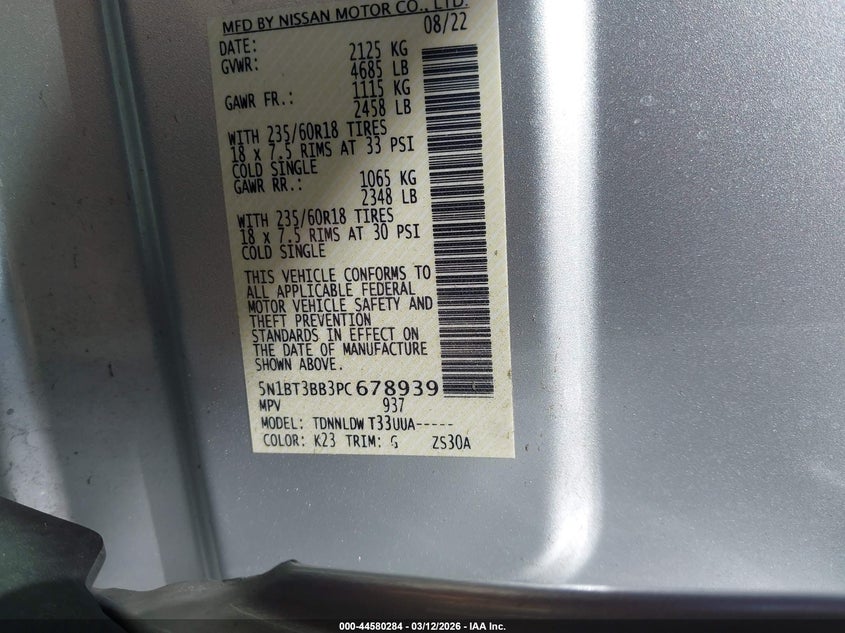 MFD BY NISSAN MOTOR CO., LTD.
DATE: 08/22
GVWR: 2125 KG
4685 LB
GAWR FR.: 1115 KG
2458 LB
WITH 235/60R18 TIRES
18 x 7.5 RIMS AT 33 PSI
COLD SINGLE
GAWR RR.: 1065 KG
2348 LB
WITH 235/60R18 TIRES
18 x 7.5 RIMS AT 30 PSI
COLD SINGLE
THIS VEHICLE CONFORMS TO
ALL APPLICABLE FEDERAL
MOTOR VEHICLE SAFETY AND
THEFT PREVENTION
STANDARDS IN EFFECT ON
THE DATE OF MANUFACTURE
SHOWN ABOVE.
5N1BT3BB3PC678939
MPV 937
MODEL: TDNNLDW T33UUA-----
COLOR: K23 TRIM: G ZS30A
000-44580284 - 03/12/2026 - IAA Inc.